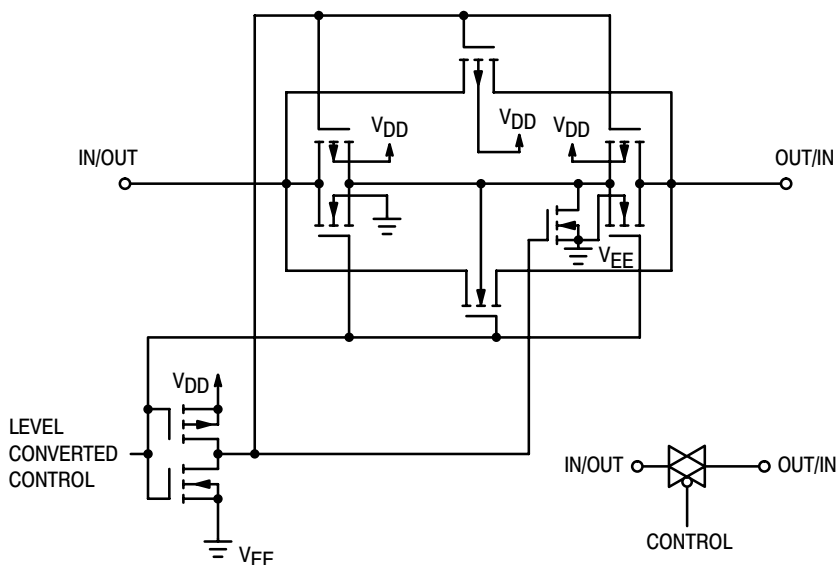 VDD
VDD
VDD
IN/OUT
OUT/IN
VEE
VDD
LEVEL
CONVERTED
CONTROL
IN/OUT
OUT/IN
CONTROL
VEE